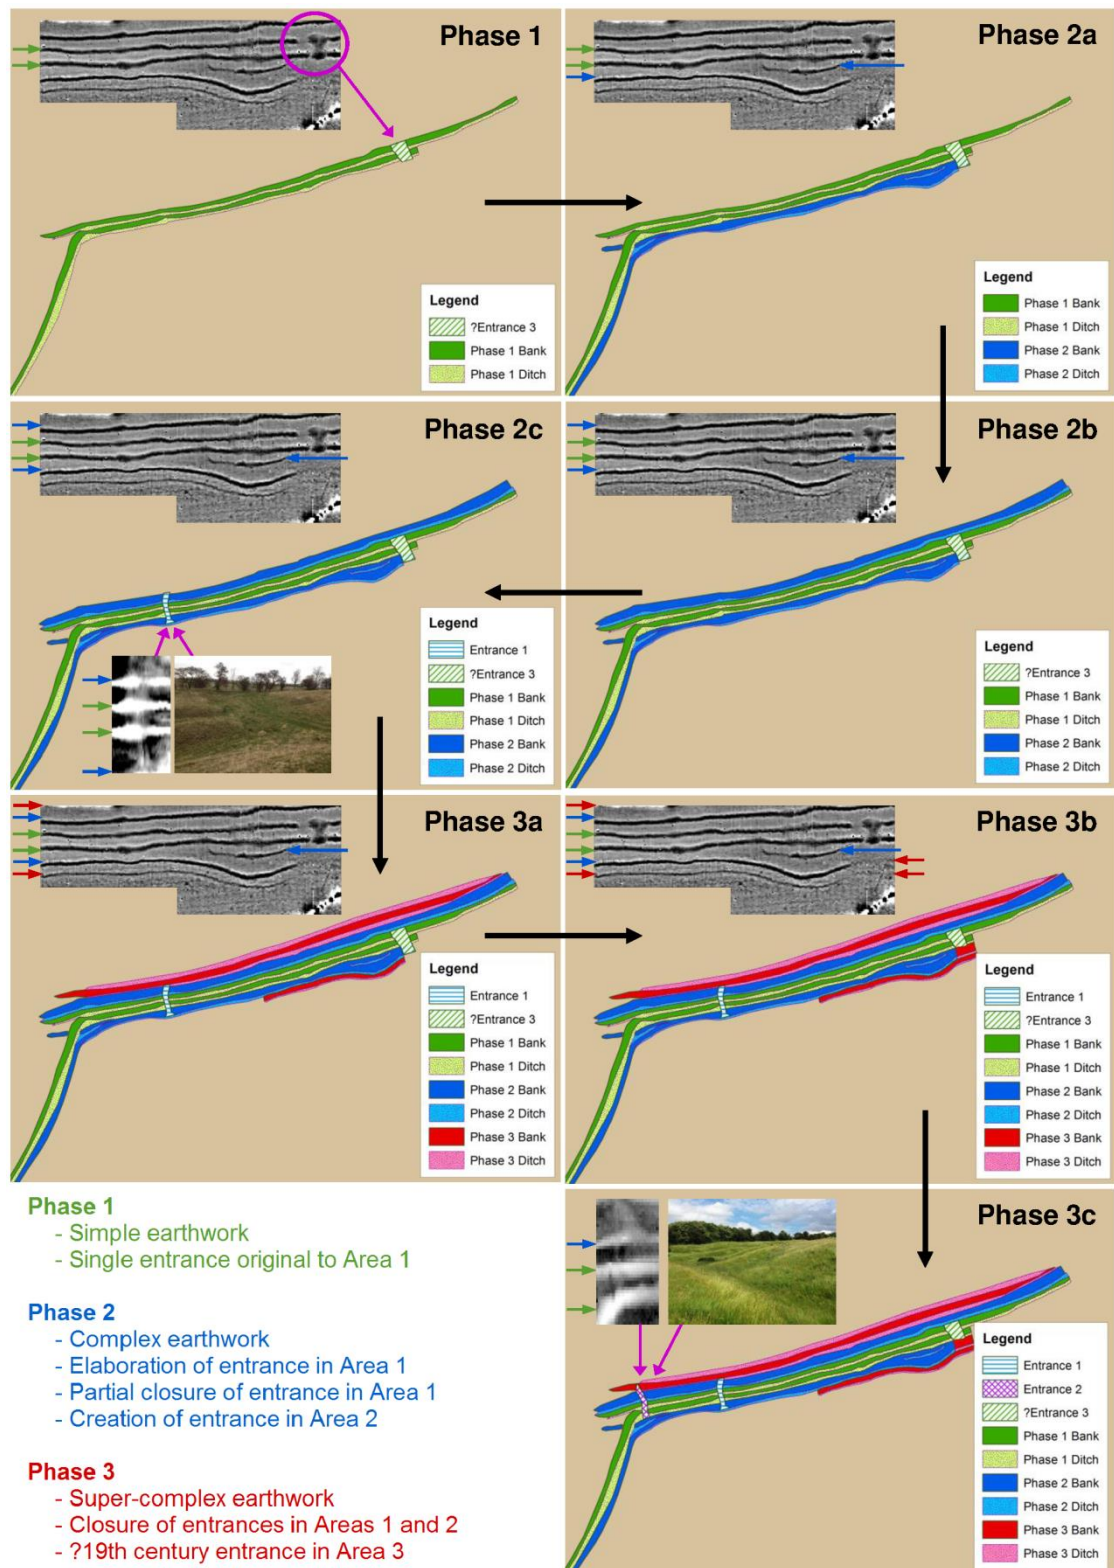 Phase 1
Legend
?Entrance 3
Phase 1 Bank
Phase 1 Ditch
Phase 2a
Legend
Phase 1 Bank
Phase 1 Ditch
Phase 2 Bank
Phase 2 Ditch
Phase 2c
Legend
Entrance 1
?Entrance 3
Phase 1 Bank
Phase 1 Ditch
Phase 2 Bank
Phase 2 Ditch
Phase 2b
Legend
?Entrance 3
Phase 1 Bank
Phase 1 Ditch
Phase 2 Bank
Phase 2 Ditch
Phase 3a
Legend
Entrance 1
?Entrance 3
Phase 1 Bank
Phase 1 Ditch
Phase 2 Bank
Phase 2 Ditch
Phase 3 Bank
Phase 3 Ditch
Phase 3b
Legend
Entrance 1
?Entrance 3
Phase 1 Bank
Phase 1 Ditch
Phase 2 Bank
Phase 2 Ditch
Phase 3 Bank
Phase 3 Ditch
Phase 1
- Simple earthwork
- Single entrance original to Area 1
Phase 2
- Complex earthwork
- Elaboration of entrance in Area 1
- Partial closure of entrance in Area 1
- Creation of entrance in Area 2
Phase 3
- Super-complex earthwork
- Closure of entrances in Areas 1 and 2
- ?19th century entrance in Area 3
Phase 3c
Legend
Entrance 1
Entrance 2
?Entrance 3
Phase 1 Bank
Phase 1 Ditch
Phase 2 Bank
Phase 2 Ditch
Phase 3 Bank
Phase 3 Ditch